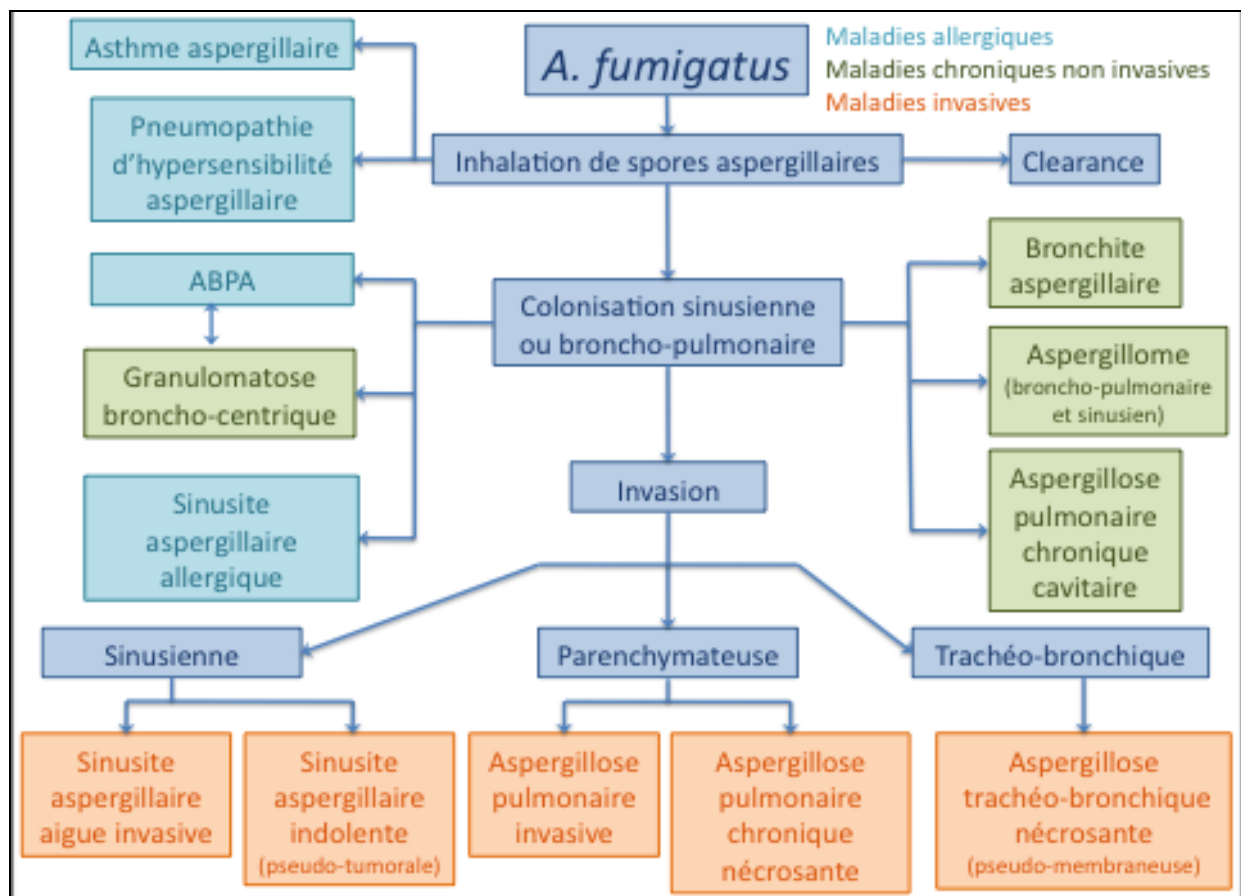 Asthme aspergillaire
A. fumigatus
Maladies allergiques
Maladies chroniques non invasives
Maladies invasives
Pneumopathie
d'hypersensibilité
aspergillaire
Inhalation de spores aspergillaires
Clearance
ABPA
Colonisation sinusienne
ou broncho-pulmonaire
Bronchite
aspergillaire
Granulomatose
broncho-centrique
Aspergillome
(broncho-pulmonaire
et sinusien)
Sinusite
aspergillaire
allergique
Invasion
Aspergillose
pulmonaire
chronique
cavitaire
Sinusienne
Parenchymateuse
Trachéo-bronchique
Sinusite
aspergillaire
aigue invasive
Sinusite
aspergillaire
indolente
(pseudo-tumorale)
Aspergillose
pulmonaire
invasive
Aspergillose
pulmonaire
chronique
nécrosante
Aspergillose
trachéo-bronchique
nécrosante
(pseudo-membraneuse)